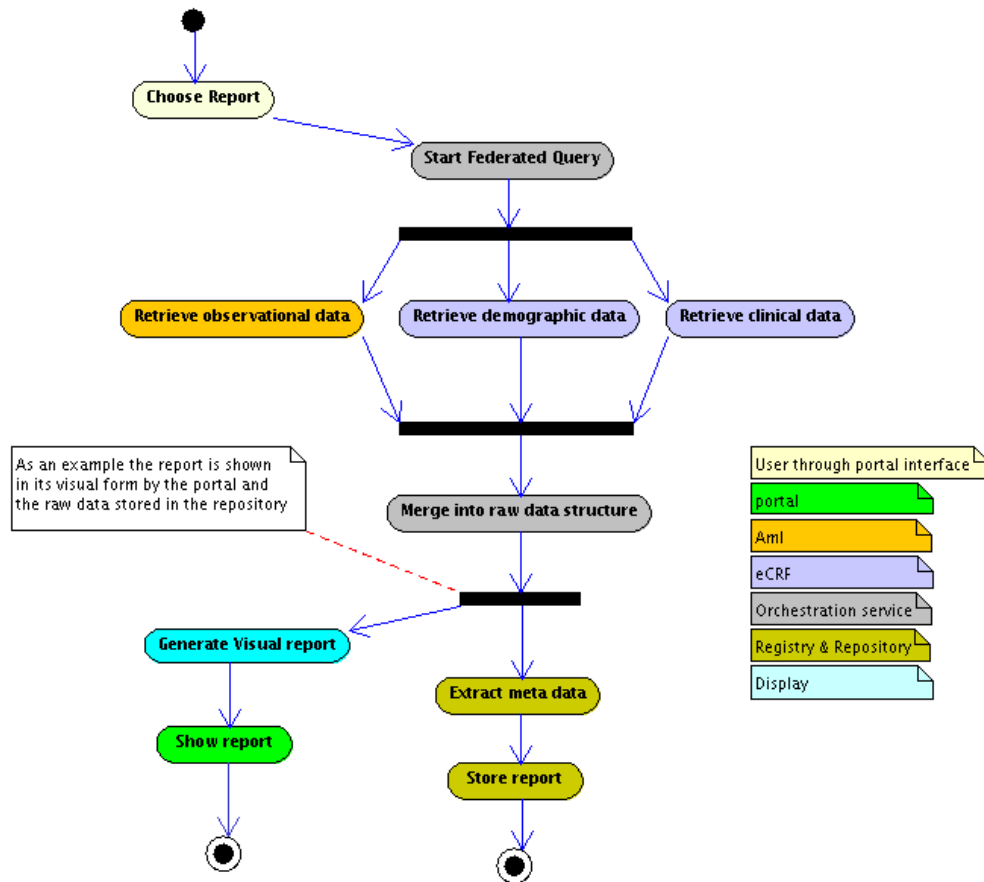 Choose Report
Start Federated Query
Retrieve observational data
Retrieve demographic data
Retrieve clinical data
As an example the report is shown
in its visual form by the portal and
the raw data stored in the repository
Merge into raw data structure
Generate Visual report
Extract meta data
Show report
Store report
User through portal interface
portal
AmI
eCRF
Orchestration service
Registry & Repository
Display